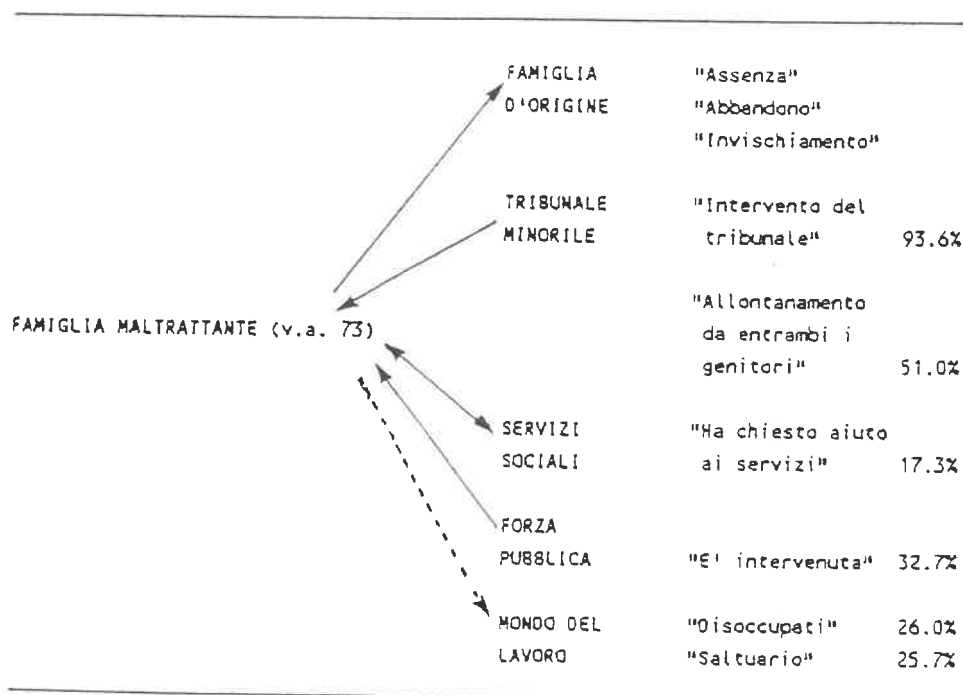 FAMIGLIA "Assenza"
D'ORIGINE "Abbandono"
"Invischiamento"
TRIBUNALE "Intervento del
MINORILE tribunale" 93.6%
"Allontanamento
FAMIGLIA MALTRATTANTE (v.a. 73) da entrambi i
genitori" 51.0%
SERVIZI "Ha chiesto aiuto
SOCIALI ai servizi" 17.3%
FORZA
PUBBLICA "E' intervenuta" 32.7%
MONDO DEL "Disoccupati" 26.0%
LAVORO "Saltuario" 25.7%